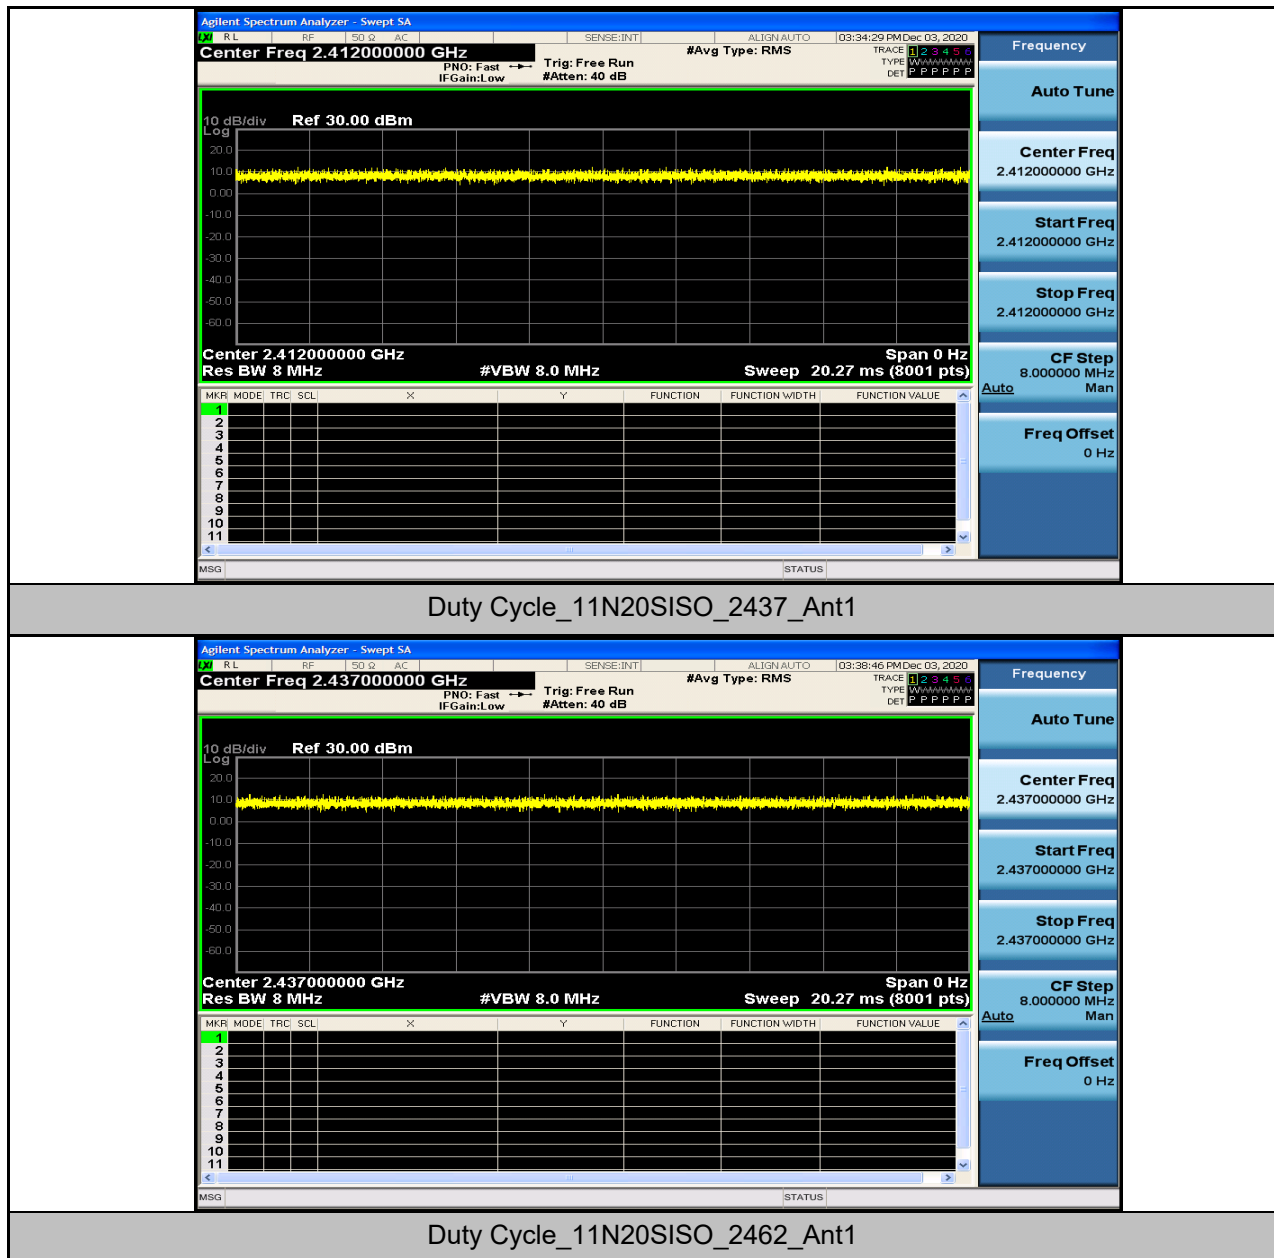 Agilent Spectrum Analyzer - Swept SA
LXI RL RF 50 Ω AC SENSE:INT ALIGN AUTO 03:34:29 PM Dec 03, 2020
Center Freq 2.412000000 GHz
#Avg Type: RMS
TRACE 1 2 3 4 5 6
PNO: Fast Trig: Free Run
TYPE WWWWWW
IFGain:Low #Atten: 40 dB
DET P P P P P P
10 dB/div Ref 30.00 dBm
Log
20.0
10.0
0.00
-10.0
-20.0
-30.0
-40.0
-50.0
-60.0
Center 2.412000000 GHz Span 0 Hz
Res BW 8 MHz #VBW 8.0 MHz Sweep 20.27 ms (8001 pts)
MKR MODE TRC SCL X Y FUNCTION FUNCTION WIDTH FUNCTION VALUE
1
2
3
4
5
6
7
8
9
10
11
MSG STATUS
Frequency
Auto Tune
Center Freq
2.412000000 GHz
Start Freq
2.412000000 GHz
Stop Freq
2.412000000 GHz
CF Step
8.000000 MHz
Auto Man
Freq Offset
0 Hz
Duty Cycle_11N20SISO_2437_Ant1
Agilent Spectrum Analyzer - Swept SA
LXI RL RF 50 Ω AC SENSE:INT ALIGN AUTO 03:38:46 PM Dec 03, 2020
Center Freq 2.437000000 GHz
#Avg Type: RMS
TRACE 1 2 3 4 5 6
PNO: Fast Trig: Free Run
TYPE WWWWWW
IFGain:Low #Atten: 40 dB
DET P P P P P P
10 dB/div Ref 30.00 dBm
Log
20.0
10.0
0.00
-10.0
-20.0
-30.0
-40.0
-50.0
-60.0
Center 2.437000000 GHz Span 0 Hz
Res BW 8 MHz #VBW 8.0 MHz Sweep 20.27 ms (8001 pts)
MKR MODE TRC SCL X Y FUNCTION FUNCTION WIDTH FUNCTION VALUE
1
2
3
4
5
6
7
8
9
10
11
MSG STATUS
Frequency
Auto Tune
Center Freq
2.437000000 GHz
Start Freq
2.437000000 GHz
Stop Freq
2.437000000 GHz
CF Step
8.000000 MHz
Auto Man
Freq Offset
0 Hz
Duty Cycle_11N20SISO_2462_Ant1